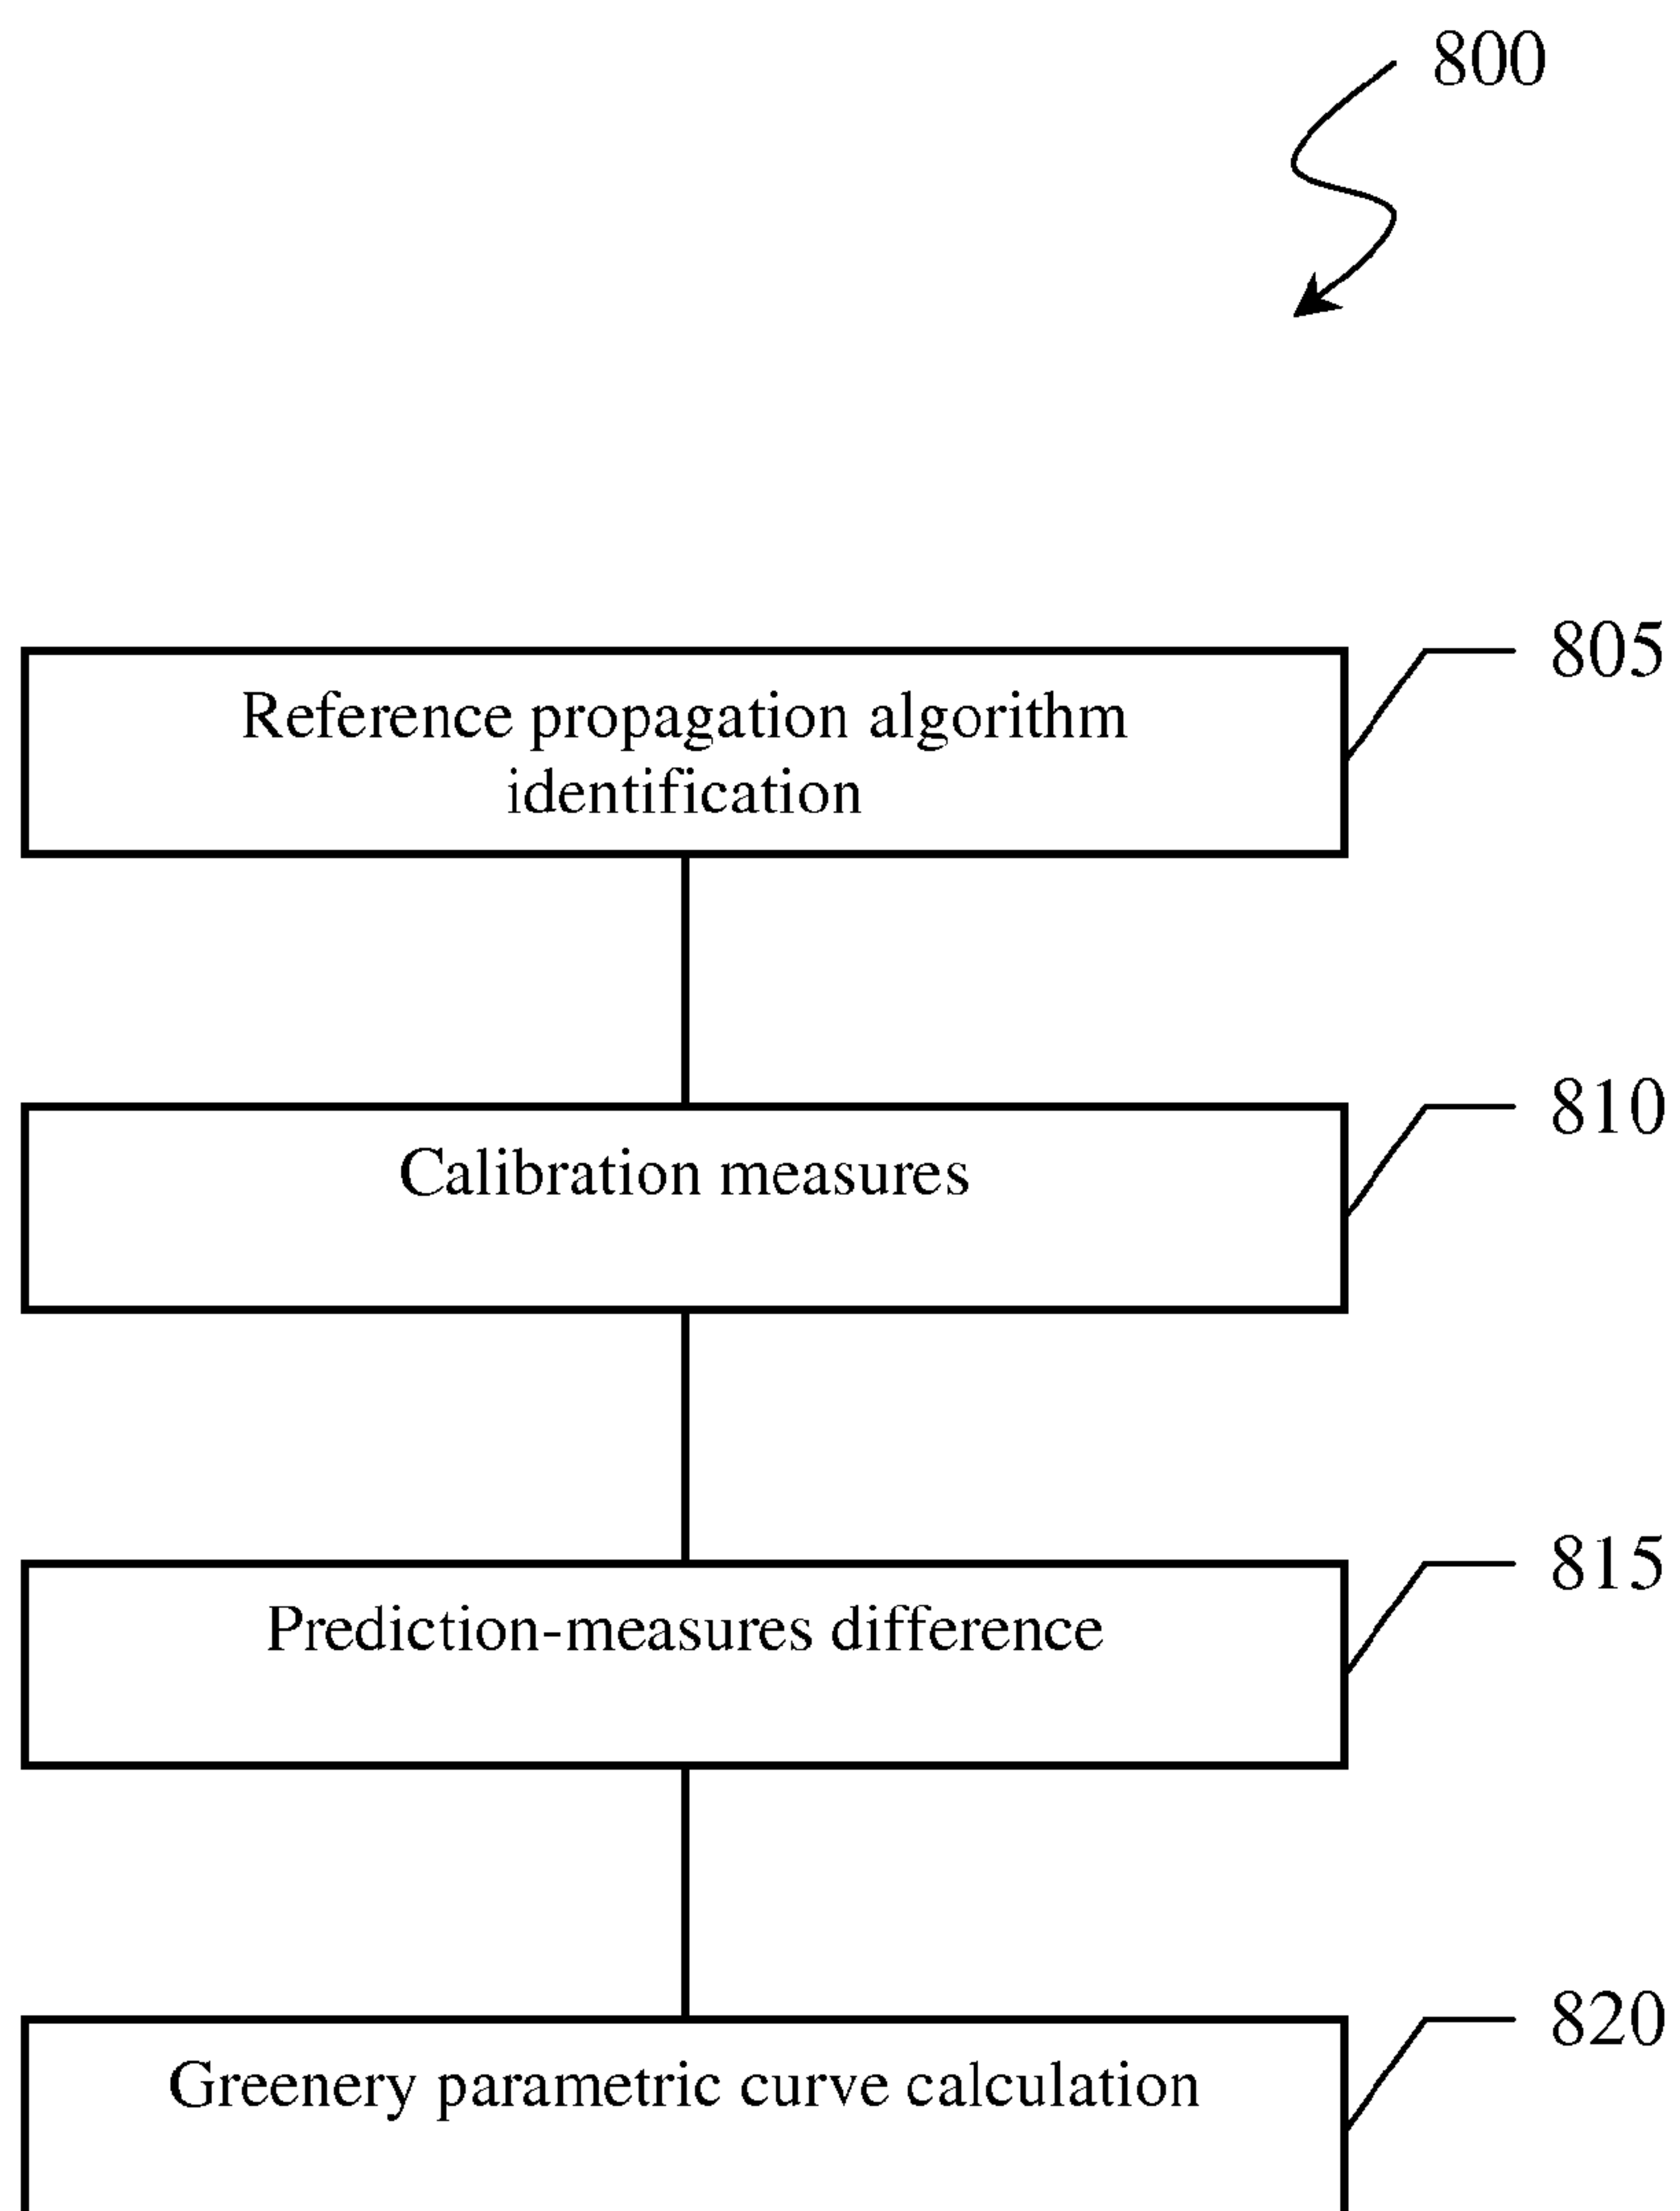 800
805
Reference propagation algorithm
identification
810
Calibration measures
815
Prediction-measures difference
820
Greenery parametric curve calculation